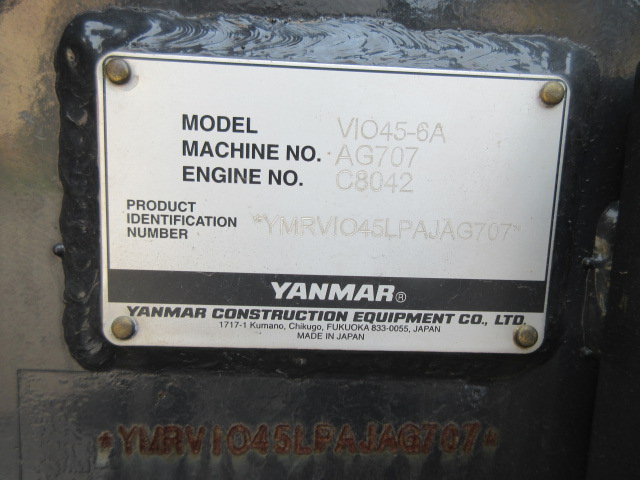 MODEL VIO45-6A
MACHINE NO. AG707
ENGINE NO. C8042
PRODUCT
IDENTIFICATION *YMRVIO45LPAJAG707*
NUMBER
YANMAR®
YANMAR CONSTRUCTION EQUIPMENT CO., LTD.
1717-1 Kumano, Chikugo, FUKUOKA 833-0055, JAPAN
MADE IN JAPAN
*YMRVIO45LPAJAG707*